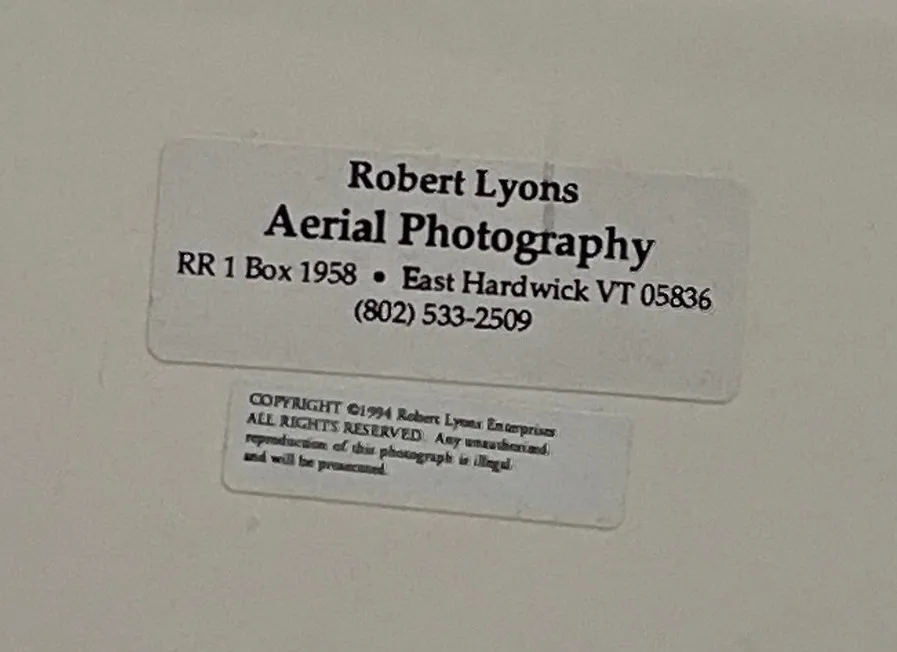 Robert Lyons
Aerial Photography
RR 1 Box 1958 • East Hardwick VT 05836
(802) 533-2509
COPYRIGHT ©1994 Robert Lyons Enterprises
ALL RIGHTS RESERVED. Any unauthorized
reproduction of this photograph is illegal
and will be prosecuted.